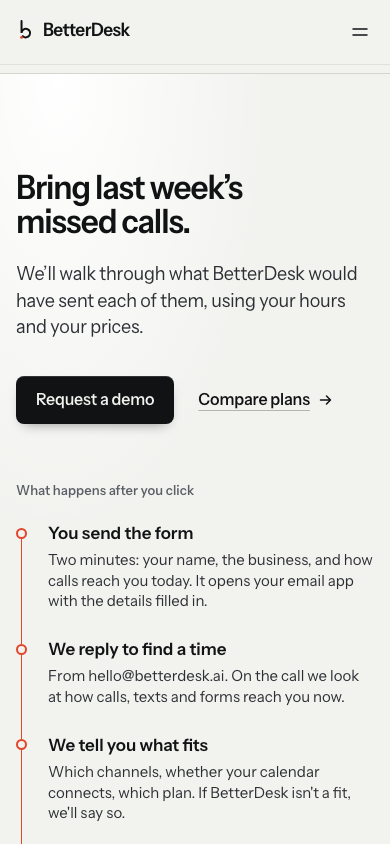 BetterDesk
Bring last week’s
missed calls.
We’ll walk through what BetterDesk would
have sent each of them, using your hours
and your prices.
Request a demo
Compare plans →
What happens after you click
You send the form
Two minutes: your name, the business, and how
calls reach you today. It opens your email app
with the details filled in.
We reply to find a time
From hello@betterdesk.ai. On the call we look
at how calls, texts and forms reach you now.
We tell you what fits
Which channels, whether your calendar
connects, which plan. If BetterDesk isn't a fit,
we'll say so.